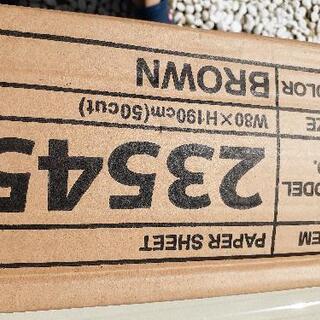 EM PAPER SHEET
ODEL
O. 23545
ZE W80×H190cm(50cut)
OLOR BROWN